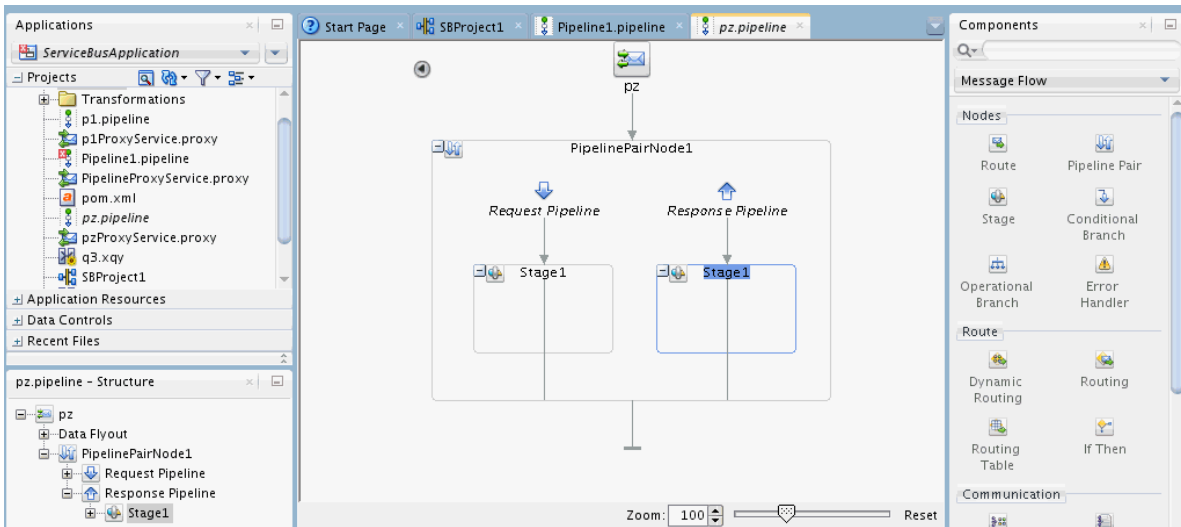 Applications
ServiceBusApplication
Projects
Transformations
p1.pipeline
p1ProxyService.proxy
Pipeline1.pipeline
PipelineProxyService.proxy
pom.xml
pz.pipeline
pzProxyService.proxy
q3.xqy
SBProject1
Application Resources
Data Controls
Recent Files
pz.pipeline - Structure
pz
Data Flyout
PipelinePairNode1
Request Pipeline
Response Pipeline
Stage1
Start Page
SBProject1
Pipeline1.pipeline
pz.pipeline
pz
PipelinePairNode1
Request Pipeline
Response Pipeline
Stage1
Stage1
Zoom: 100
Reset
Components
Message Flow
Nodes
Route
Pipeline Pair
Stage
Conditional
Branch
Operational
Branch
Error
Handler
Route
Dynamic
Routing
Routing
Routing
Table
If Then
Communication